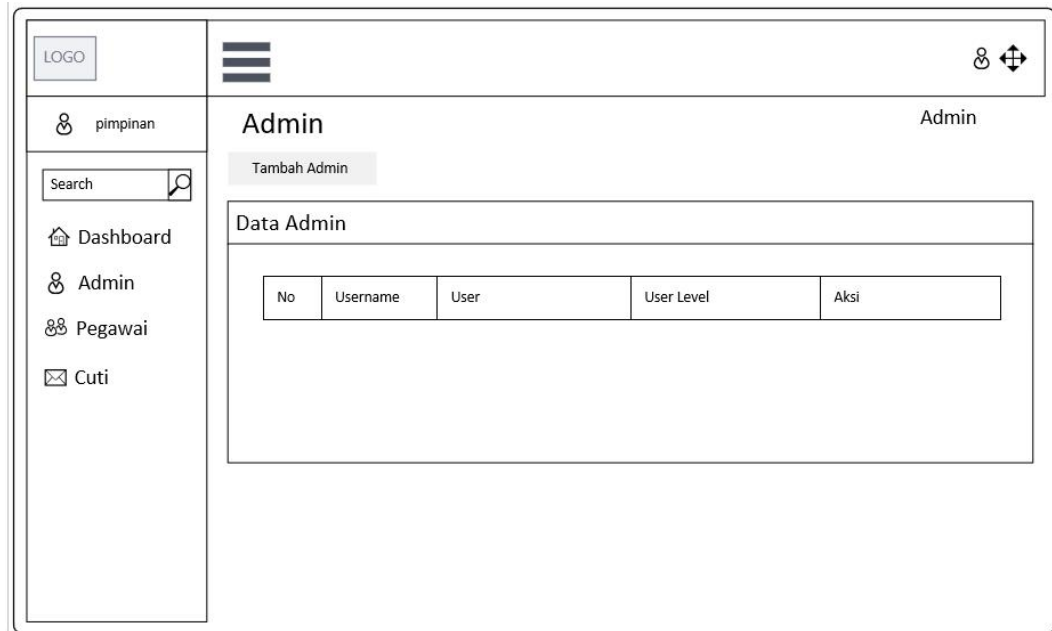 LOGO
pimpinan
Search
Dashboard
Admin
Pegawai
Cuti
Admin
Admin
Tambah Admin
Data Admin
No Username User User Level Aksi